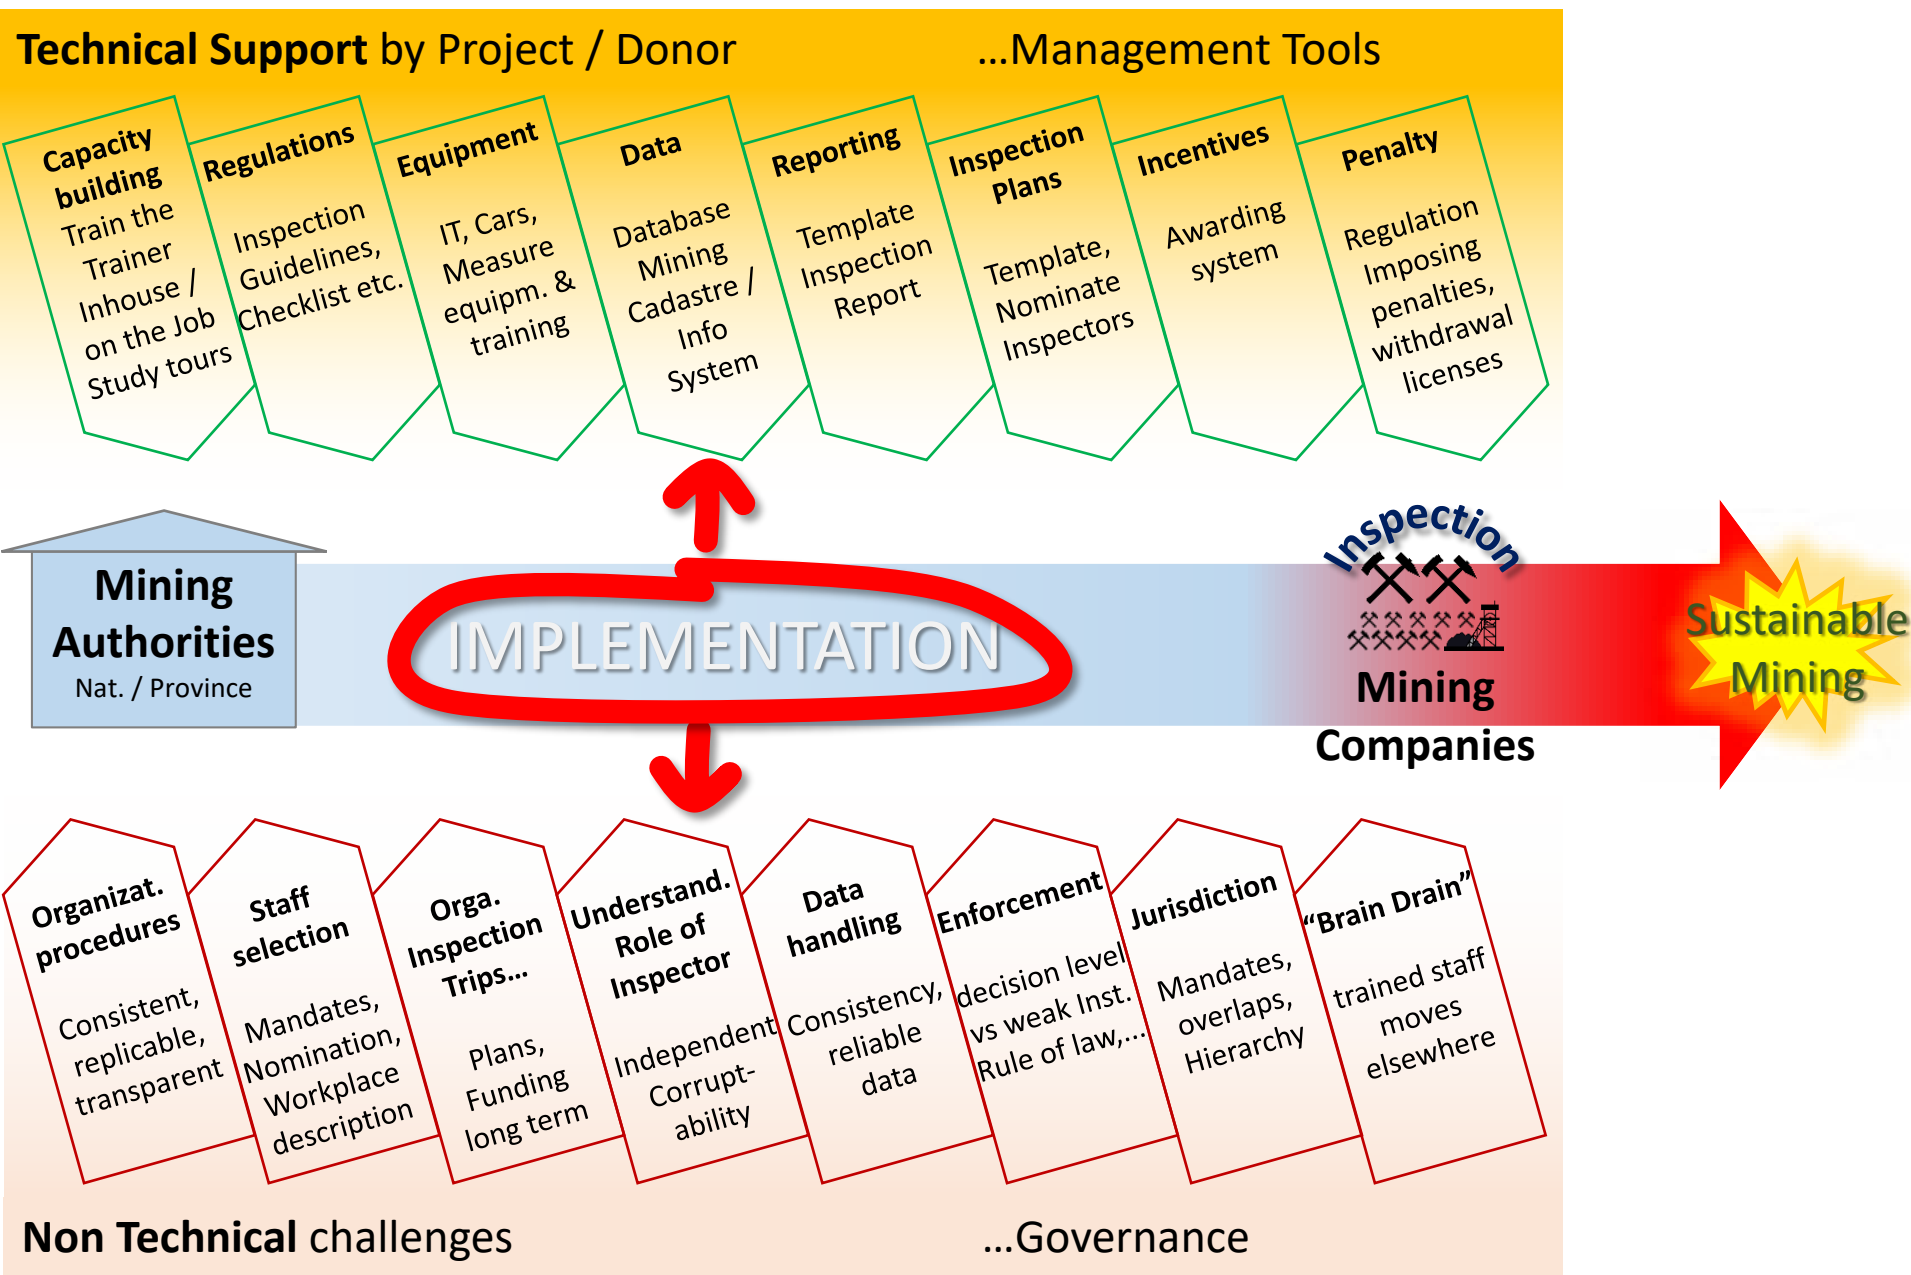 Technical Support by Project / Donor
...Management Tools
Capacity
building
Train the
Trainer
Inhouse /
on the Job
Study tours
Regulations
Inspection
Guidelines,
Checklist etc.
Equipment
IT, Cars,
Measure
equipm. &
training
Data
Database
Mining
Cadastre /
Info
System
Reporting
Template
Inspection
Report
Inspection
Plans
Template,
Nominate
Inspectors
Incentives
Awarding
system
Penalty
Regulation
Imposing
penalties,
withdrawal
licenses
Mining
Authorities
Nat. / Province
IMPLEMENTATION
Inspection
Mining
Companies
Sustainable
Mining
Organizat.
procedures
Consistent,
replicable,
transparent
Staff
selection
Mandates,
Nomination,
Workplace
description
Orga.
Inspection
Trips...
Plans,
Funding
long term
Understand.
Role of
Inspector
Independent
Corrupt-
ability
Data
handling
Consistency,
reliable
data
Enforcement
decision level
vs weak Inst.
Rule of law,...
Jurisdiction
Mandates,
overlaps,
Hierarchy
“Brain Drain”
trained staff
moves
elsewhere
Non Technical challenges
...Governance